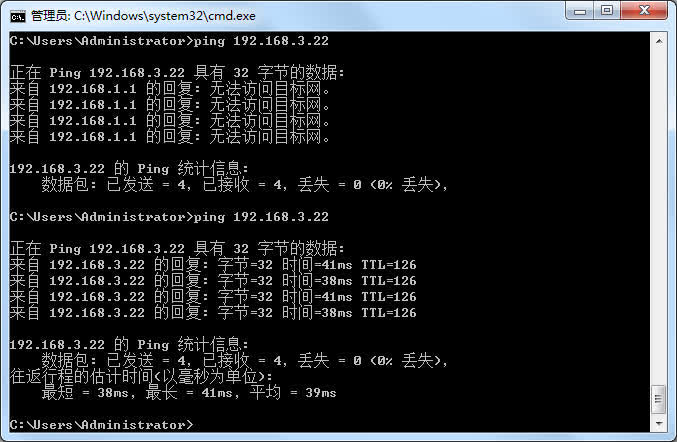 管理员: C:\Windows\system32\cmd.exe
C:\Users\Administrator>ping 192.168.3.22
正在 Ping 192.168.3.22 具有 32 字节的数据:
来自 192.168.1.1 的回复: 无法访问目标网。
来自 192.168.1.1 的回复: 无法访问目标网。
来自 192.168.1.1 的回复: 无法访问目标网。
来自 192.168.1.1 的回复: 无法访问目标网。
192.168.3.22 的 Ping 统计信息:
数据包: 已发送 = 4, 已接收 = 4, 丢失 = 0 (0% 丢失),
C:\Users\Administrator>ping 192.168.3.22
正在 Ping 192.168.3.22 具有 32 字节的数据:
来自 192.168.3.22 的回复: 字节=32 时间=41ms TTL=126
来自 192.168.3.22 的回复: 字节=32 时间=38ms TTL=126
来自 192.168.3.22 的回复: 字节=32 时间=41ms TTL=126
来自 192.168.3.22 的回复: 字节=32 时间=38ms TTL=126
192.168.3.22 的 Ping 统计信息:
数据包: 已发送 = 4, 已接收 = 4, 丢失 = 0 (0% 丢失),
往返行程的估计时间(以毫秒为单位):
最短 = 38ms, 最长 = 41ms, 平均 = 39ms
C:\Users\Administrator>